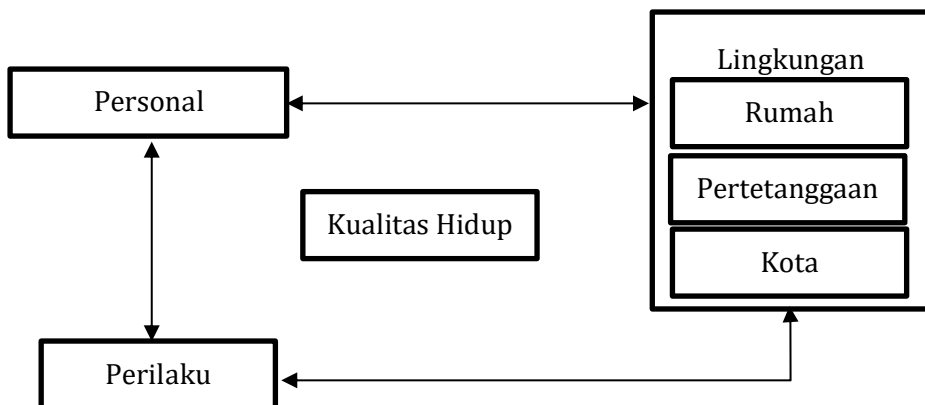 Lingkungan
Personal
Rumah
Pertetanggaan
Kualitas Hidup
Kota
Perilaku